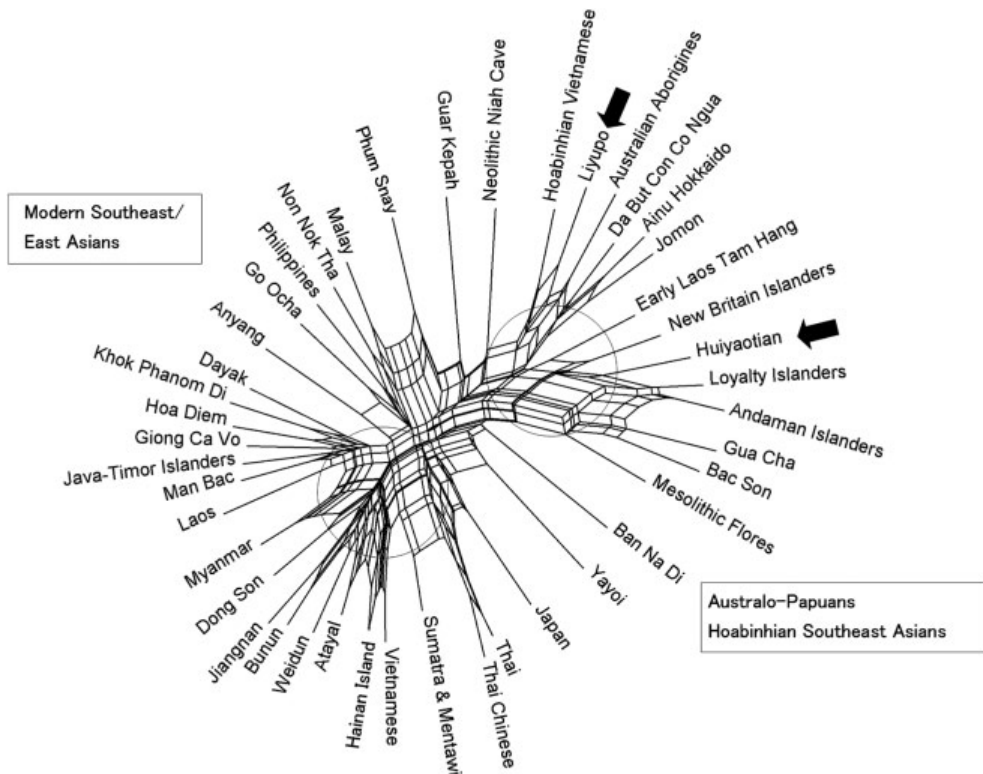 Modern Southeast/
East Asians
Phum Snay
Guar Kepah
Neolithic Niah Cave
Hoabinhian Vietnamese
Liyupo
Australian Aborigines
Da But Con Co Ngua
Ainu Hokkaido
Jomon
Early Laos Tam Hang
New Britain Islanders
Huiyaotian
Loyalty Islanders
Andaman Islanders
Gua Cha
Bac Son
Mesolithic Flores
Ban Na Di
Yayoi
Japan
Thai
Thai Chinese
Sumatra & Mentawi
Vietnamese
Hainan Island
Atayal
Weidun
Bunun
Jiangnan
Dong Son
Myanmar
Laos
Man Bac
Java-Timor Islanders
Giong Ca Vo
Hoa Diem
Khok Phanom Di
Dayak
Anyang
Go Ocha
Philippines
Non Nok Tha
Malay
Australo-Papuans
Hoabinhian Southeast Asians